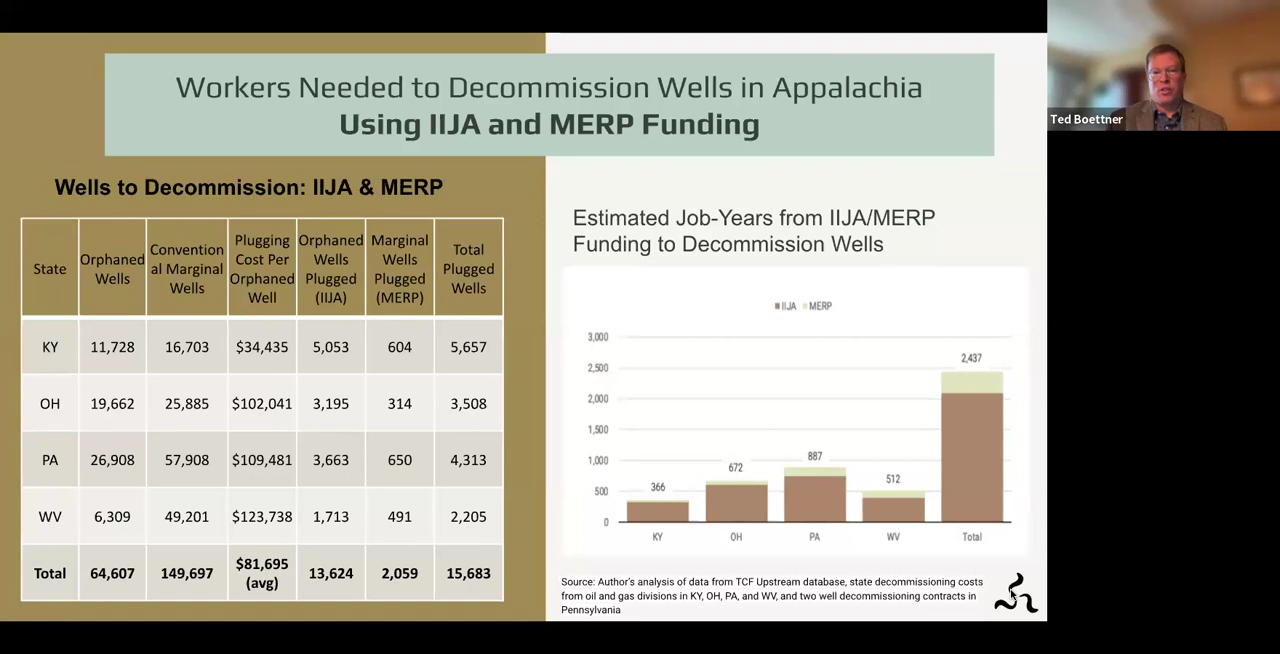 Workers Needed to Decommission Wells in Appalachia
Using IIJA and MERP Funding
Ted Boettner
Wells to Decommission: IIJA & MERP
State
Orphaned
Wells
Convention
al Marginal
Wells
Plugging
Cost Per
Orphaned
Well
Orphaned
Wells
Plugged
(IIJA)
Marginal
Wells
Plugged
(MERP)
Total
Plugged
Wells
KY 11,728 16,703 $34,435 5,053 604 5,657
OH 19,662 25,885 $102,041 3,195 314 3,508
PA 26,908 57,908 $109,481 3,663 650 4,313
WV 6,309 49,201 $123,738 1,713 491 2,205
Total 64,607 149,697 $81,695 (avg) 13,624 2,059 15,683
Estimated Job-Years from IIJA/MERP
Funding to Decommission Wells
IIJA MERP
3,000
2,500
2,000
1,500
1,000
500
0
366
672
887
512
2,437
KY OH PA WV Total
Source: Author's analysis of data from TCF Upstream database, state decommissioning costs
from oil and gas divisions in KY, OH, PA, and WV, and two well decommissioning contracts in
Pennsylvania